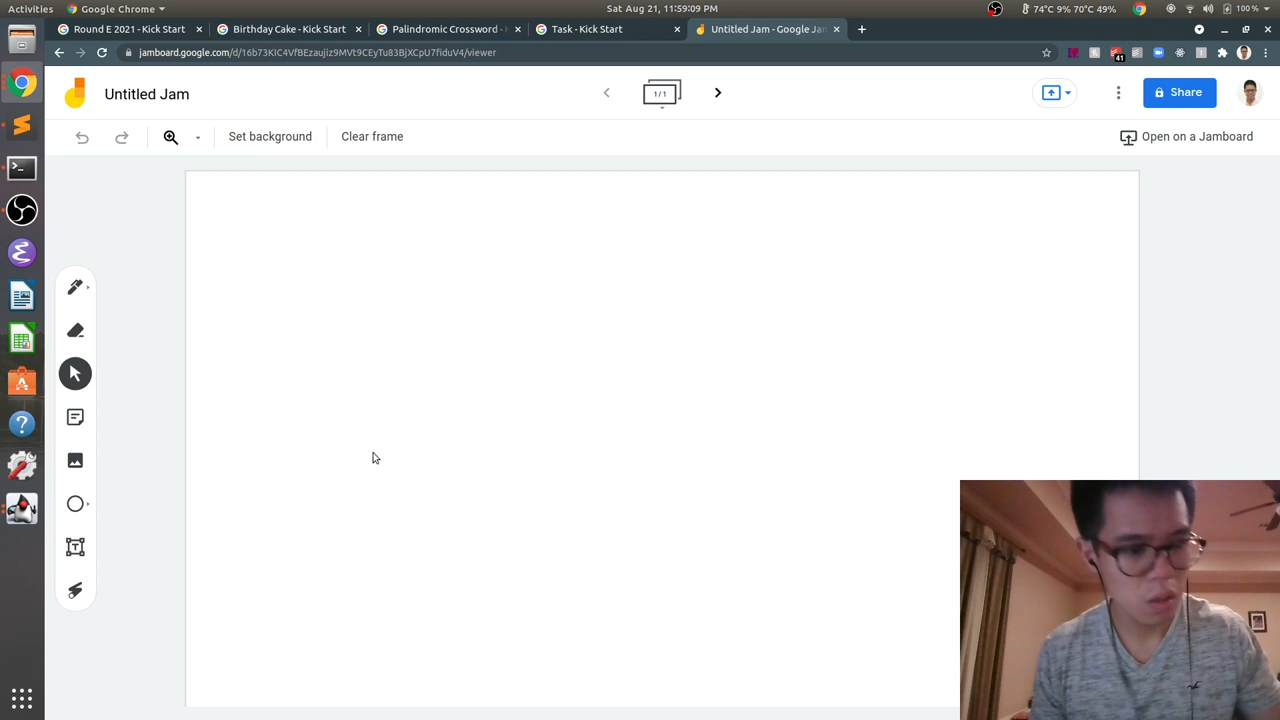 Activities Google Chrome Sat Aug 21, 11:59:09 PM 74°C 9% 70°C 49% 100 %
Round E 2021 - Kick Start Birthday Cake - Kick Start Palindromic Crossword - Task - Kick Start Untitled Jam - Google Jam
jamboard.google.com/d/16b73KIC4VfBEzaujiz9MVt9CEyTu83BjXCpU7fiduV4/viewer 41
Untitled Jam 1/1 Share
Set background Clear frame Open on a Jamboard